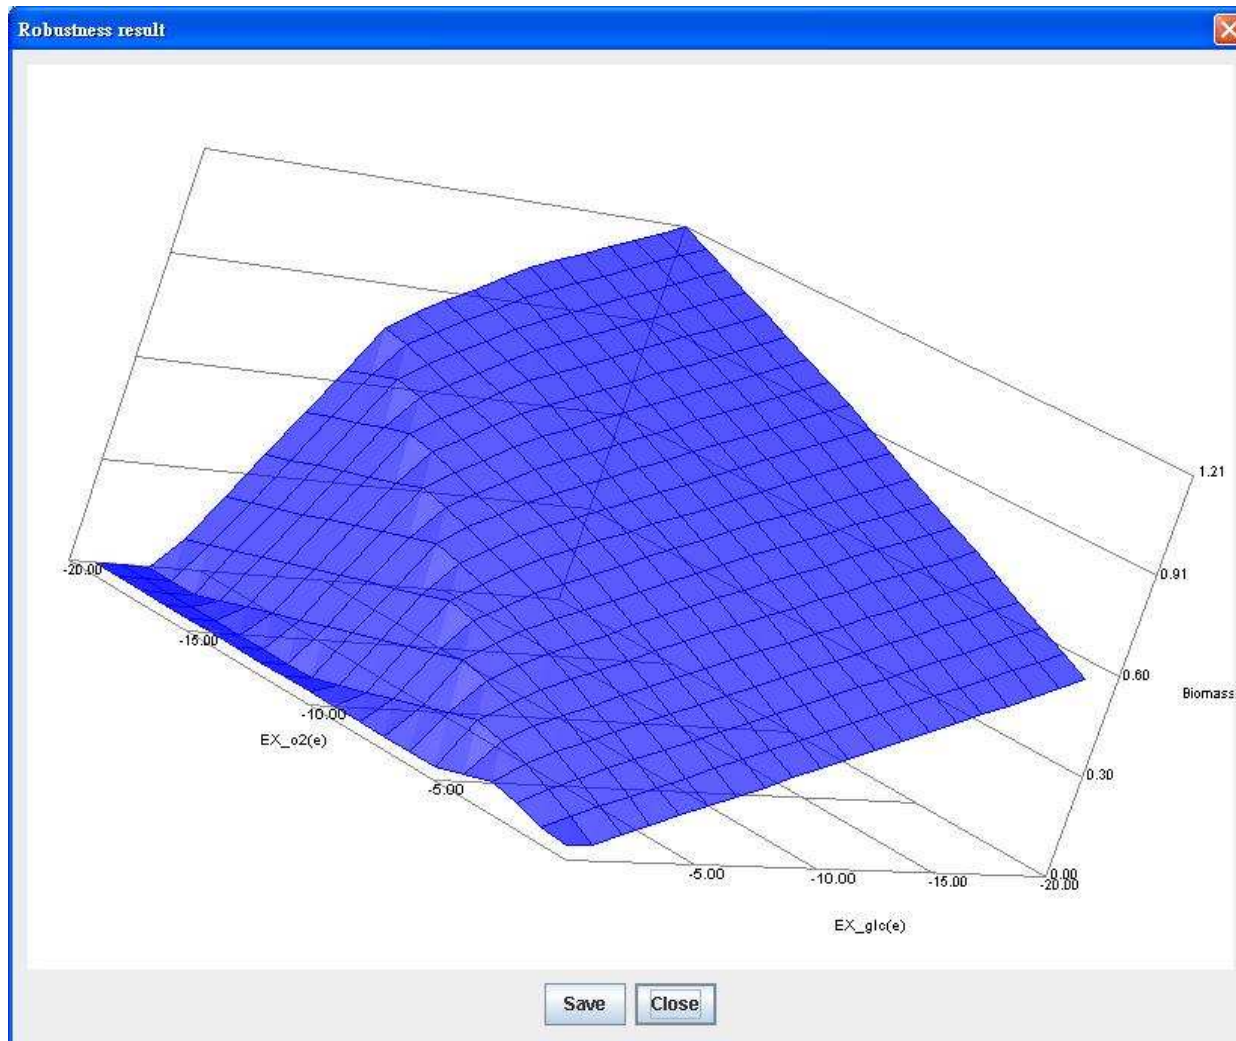 Robustness result
1.21
0.91
0.60
Biomass
0.30
0.00
-20.00
-15.00
-10.00
-5.00
EX_o2(e)
-5.00
-10.00
-15.00
-20.00
EX_glc(e)
Save
Close